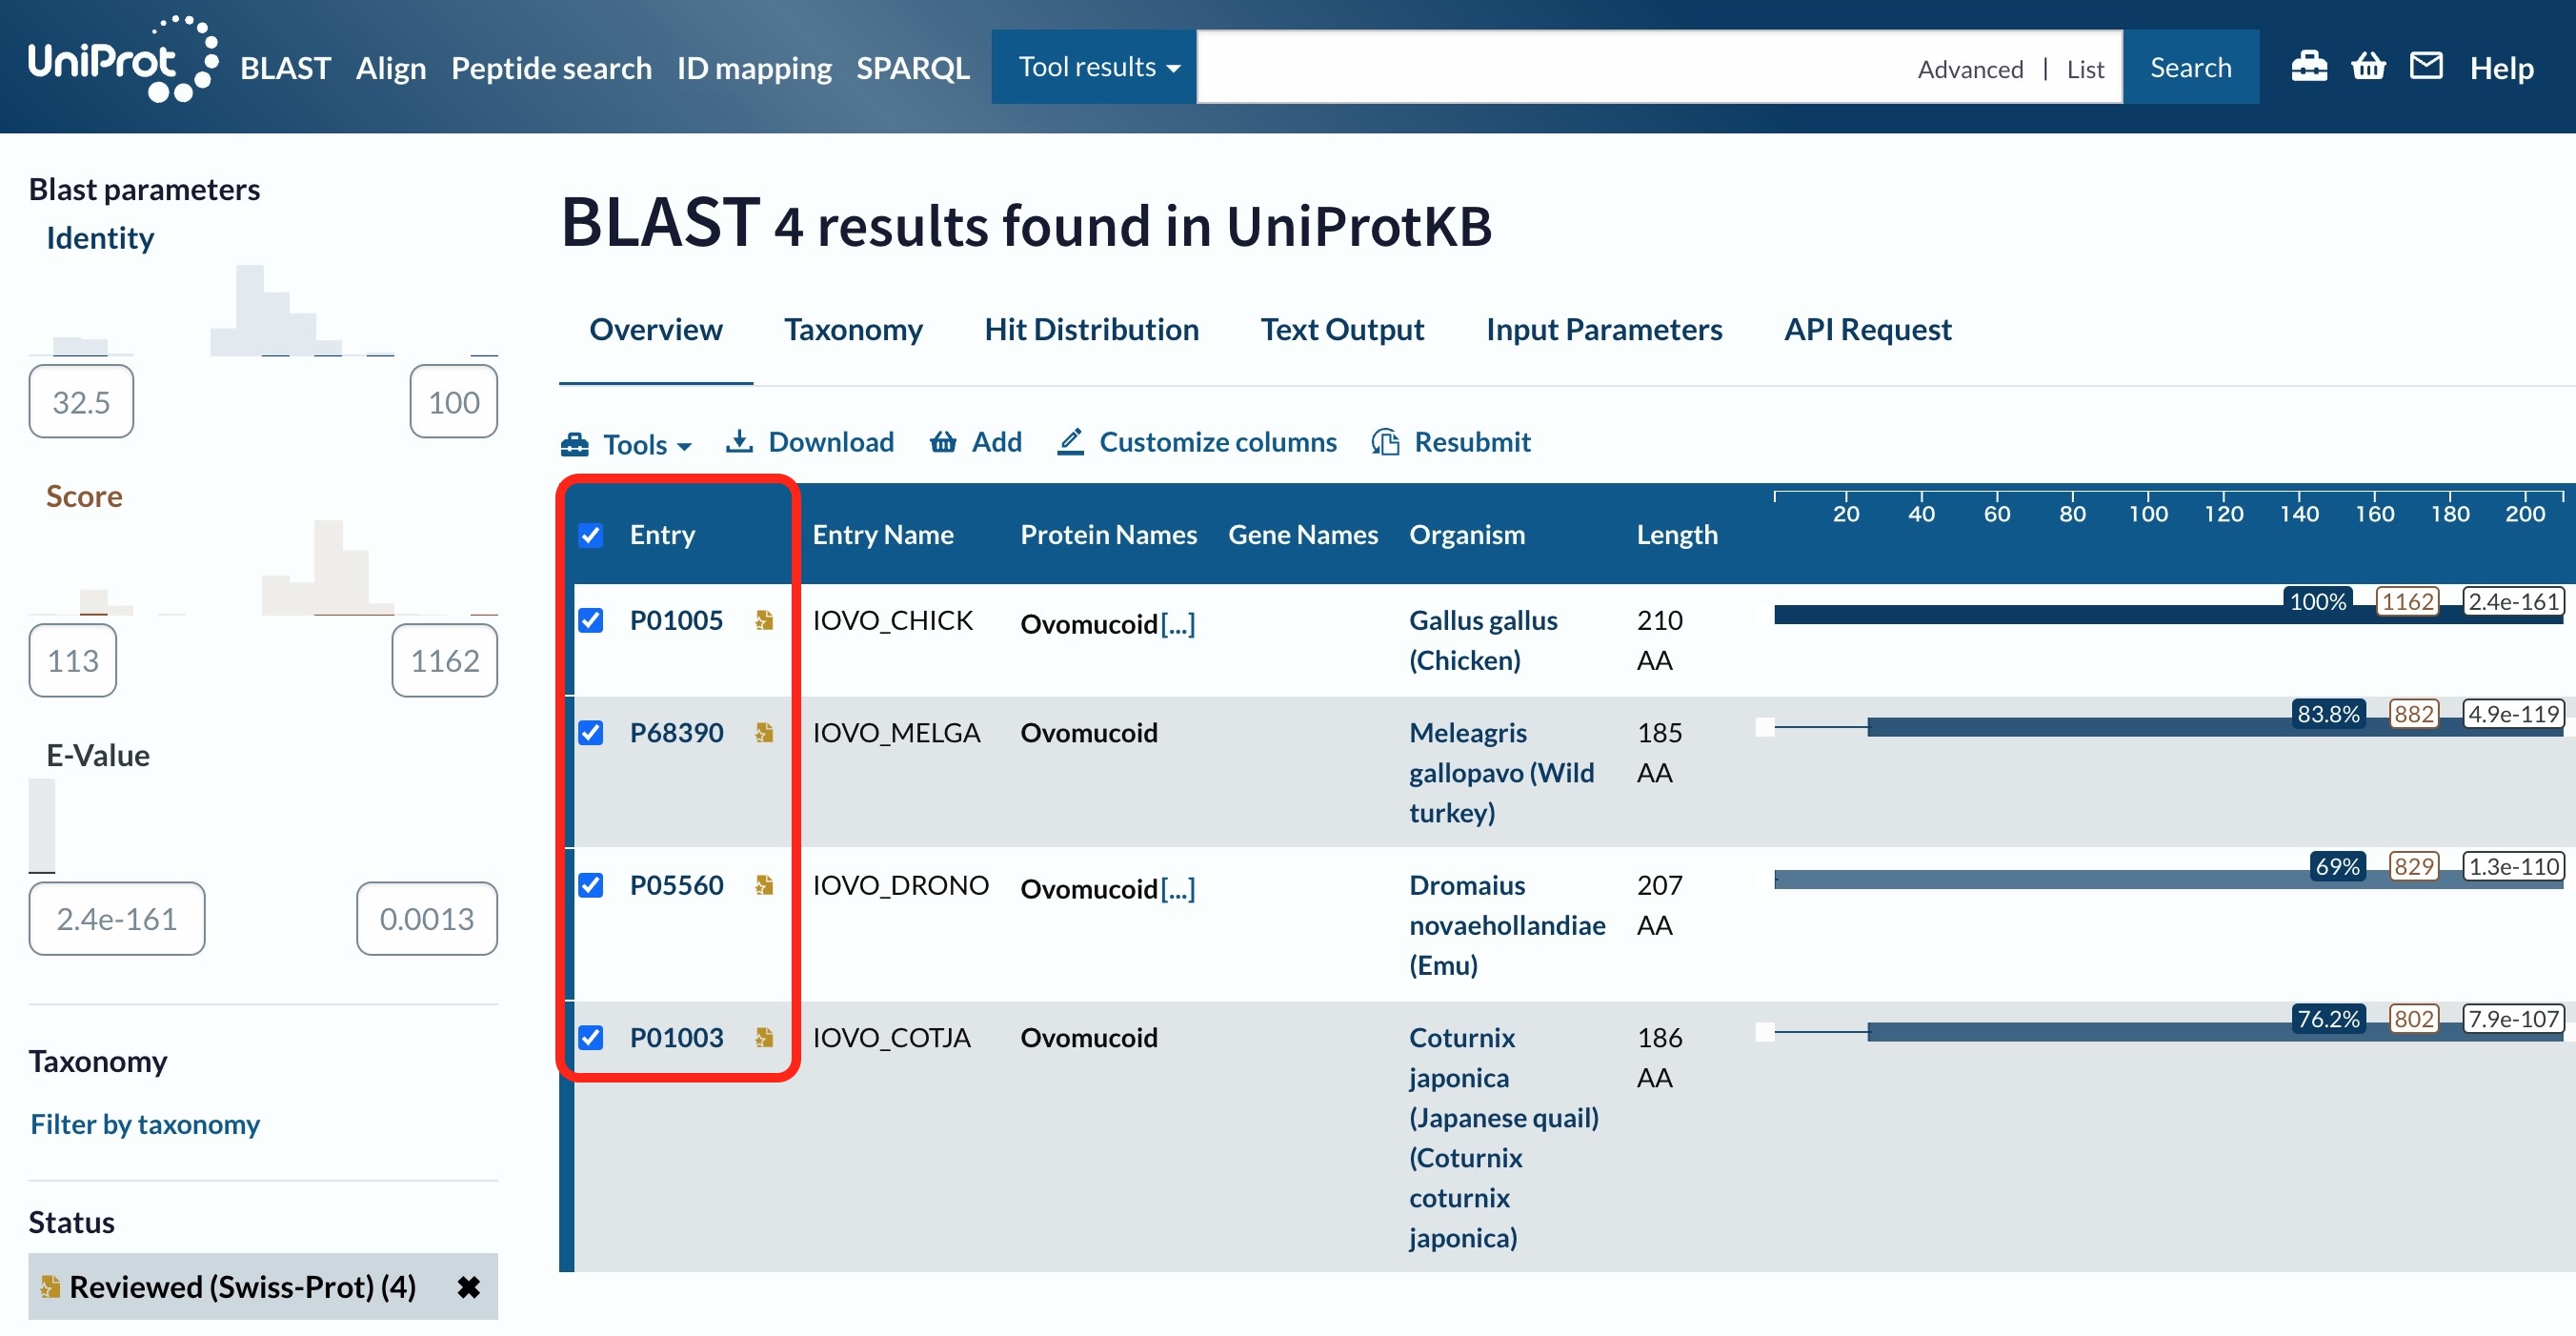 UniProt BLAST Align Peptide search ID mapping SPARQL Tool results Advanced | List Search Help
Blast parameters
Identity
32.5 100
Score
113 1162
E-Value
2.4e-161 0.0013
Taxonomy
Filter by taxonomy
Status
Reviewed (Swiss-Prot) (4) ✖
BLAST 4 results found in UniProtKB
Overview Taxonomy Hit Distribution Text Output Input Parameters API Request
Tools Download Add Customize columns Resubmit
Entry Entry Name Protein Names Gene Names Organism Length 20 40 60 80 100 120 140 160 180 200
P01005 IOVO_CHICK Ovomucoid[...] Gallus gallus 210 100% 1162 2.4e-161
(Chicken) AA
P68390 IOVO_MELGA Ovomucoid Meleagris 185 83.8% 882 4.9e-119
gallopavo (Wild AA
turkey)
P05560 IOVO_DRONO Ovomucoid[...] Dromaius 207 69% 829 1.3e-110
novaehollandiae AA
(Emu)
P01003 IOVO_COTJA Ovomucoid Coturnix 186 76.2% 802 7.9e-107
japonica AA
(Japanese quail)
(Coturnix
coturnix
japonica)